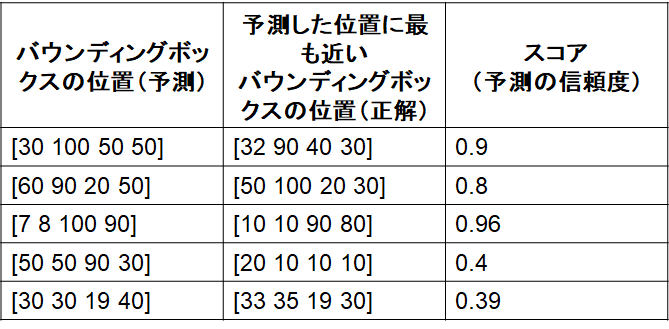 バウンディングボッ
クスの位置（予測）
予測した位置に最
も近い
バウンディングボッ
クスの位置（正解）
スコア
（予測の信頼度）
[30 100 50 50]
[32 90 40 30]
0.9
[60 90 20 50]
[50 100 20 30]
0.8
[7 8 100 90]
[10 10 90 80]
0.96
[50 50 90 30]
[20 10 10 10]
0.4
[30 30 19 40]
[33 35 19 30]
0.39